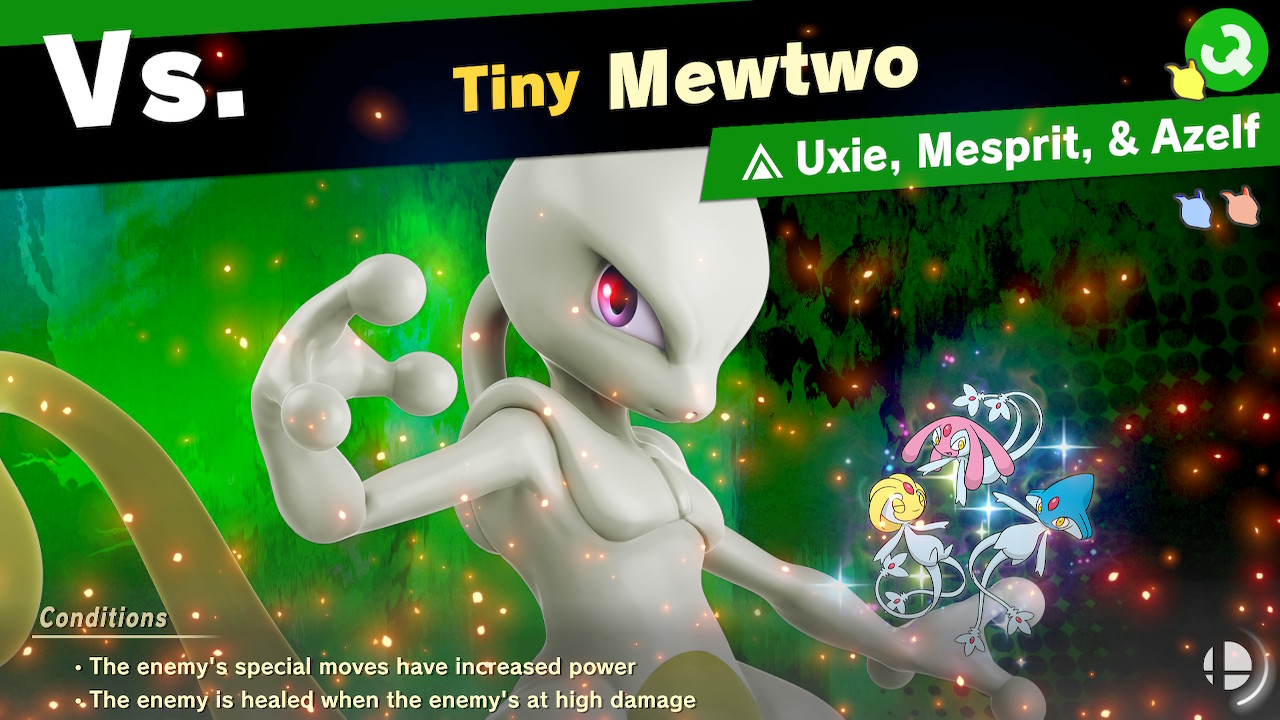 Vs.
Tiny Mewtwo
Uxie, Mesprit, & Azelf
Conditions
• The enemy's special moves have increased power
• The enemy is healed when the enemy's at high damage